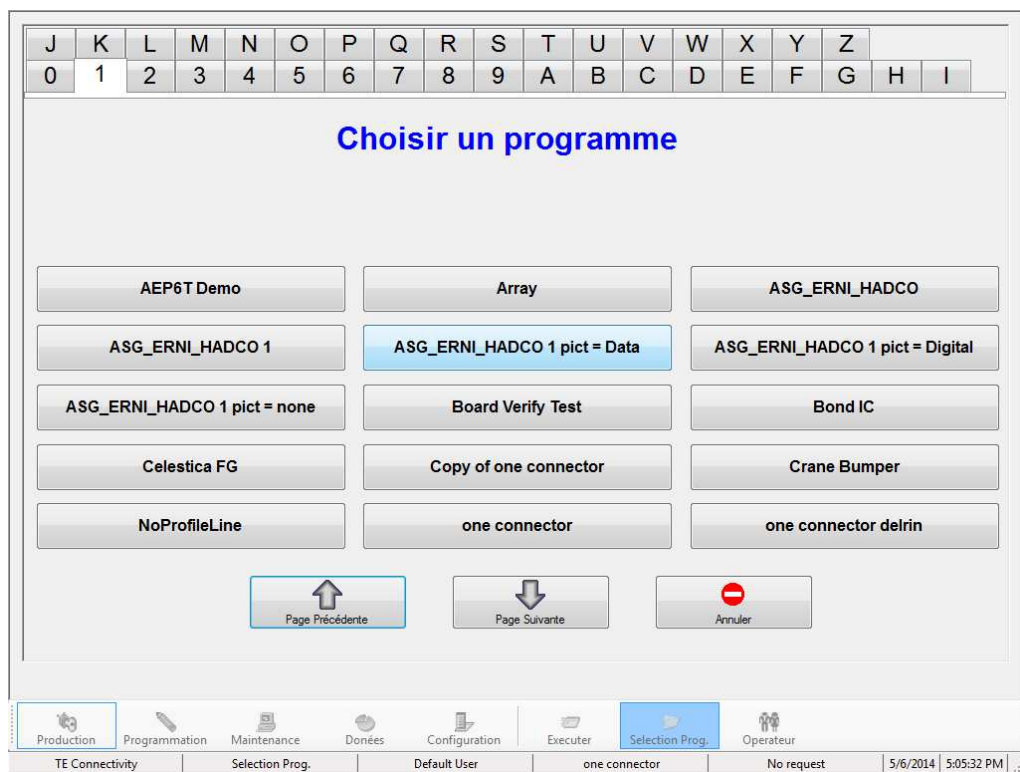 J K L M N O P Q R S T U V W X Y Z
0 1 2 3 4 5 6 7 8 9 A B C D E F G H I
Choisir un programme
AEP6T Demo Array ASG_ERNI_HADCO
ASG_ERNI_HADCO 1 ASG_ERNI_HADCO 1 pict = Data ASG_ERNI_HADCO 1 pict = Digital
ASG_ERNI_HADCO 1 pict = none Board Verify Test Bond IC
Celestica FG Copy of one connector Crane Bumper
NoProfileLine one connector one connector delrin
Page Précédente Page Suivante Annuler
Production Programmation Maintenance Donées Configuration Executer Selection Prog. Operateur
TE Connectivity Selection Prog. Default User one connector No request 5/6/2014 5:05:32 PM